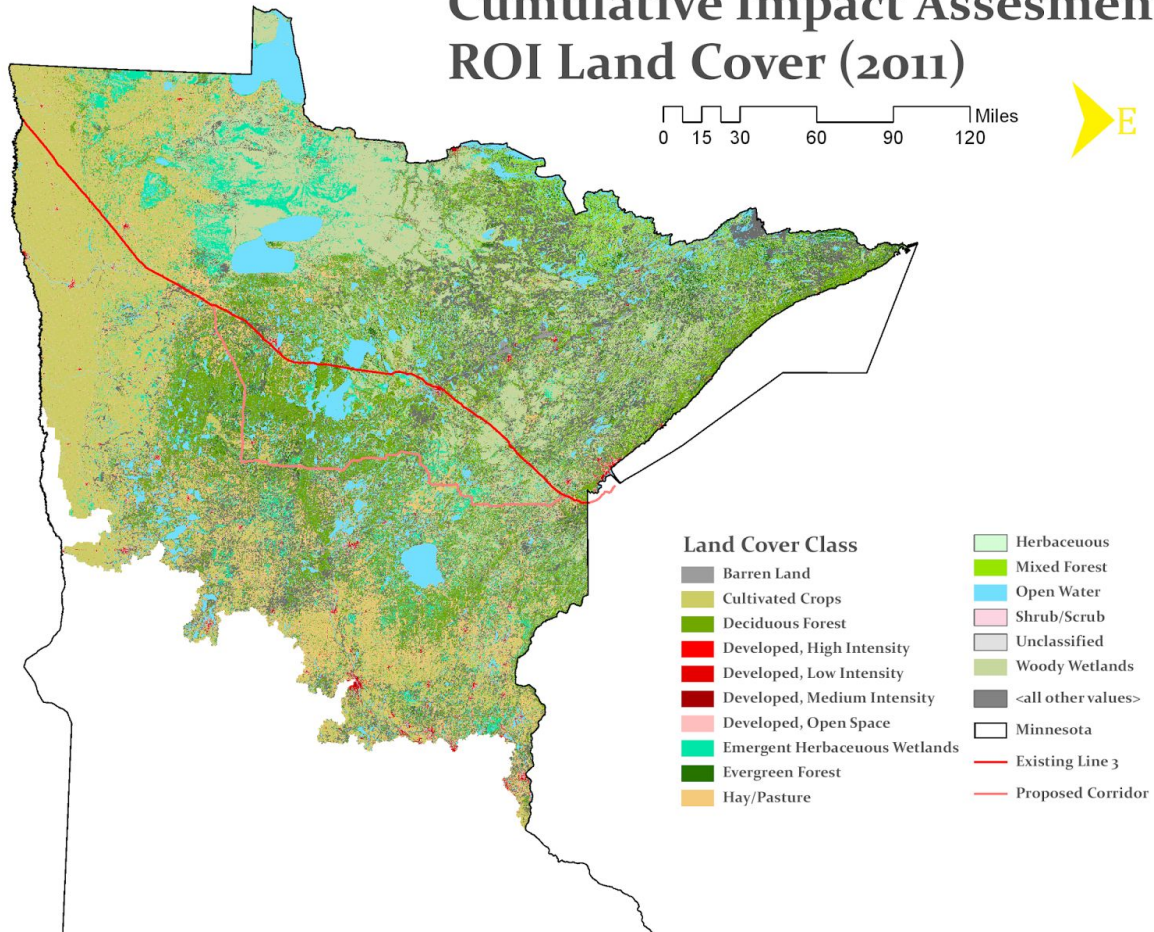 Cumulative Impact Assesmen
ROI Land Cover (2011)
Miles
0 15 30 60 90 120
E
Land Cover Class
Barren Land
Cultivated Crops
Deciduous Forest
Developed, High Intensity
Developed, Low Intensity
Developed, Medium Intensity
Developed, Open Space
Emergent Herbaceuous Wetlands
Evergreen Forest
Hay/Pasture
Herbaceuous
Mixed Forest
Open Water
Shrub/Scrub
Unclassified
Woody Wetlands
<all other values>
Minnesota
Existing Line 3
Proposed Corridor